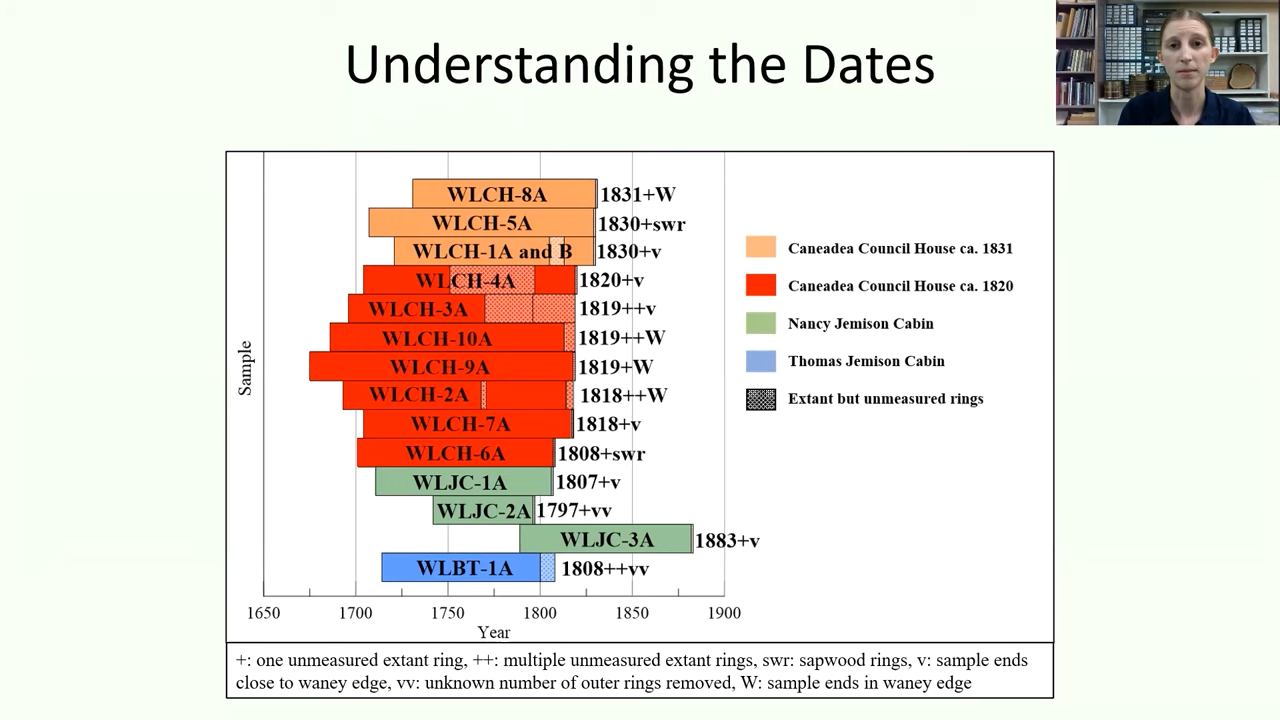 Understanding the Dates
WLCH-8A 1831+W
WLCH-5A 1830+swr
WLCH-1A and B 1830+v
WLCH-4A 1820+v
WLCH-3A 1819++v
WLCH-10A 1819++W
WLCH-9A 1819+W
WLCH-2A 1818++W
WLCH-7A 1818+v
WLCH-6A 1808+swr
WLJC-1A 1807+v
WLJC-2A 1797+vv
WLJC-3A 1883+v
WLBT-1A 1808++vv
Sample
1650 1700 1750 1800 1850 1900
Year
Caneadea Council House ca. 1831
Caneadea Council House ca. 1820
Nancy Jemison Cabin
Thomas Jemison Cabin
Extant but unmeasured rings
+: one unmeasured extant ring, ++: multiple unmeasured extant rings, swr: sapwood rings, v: sample ends
close to waney edge, vv: unknown number of outer rings removed, W: sample ends in waney edge